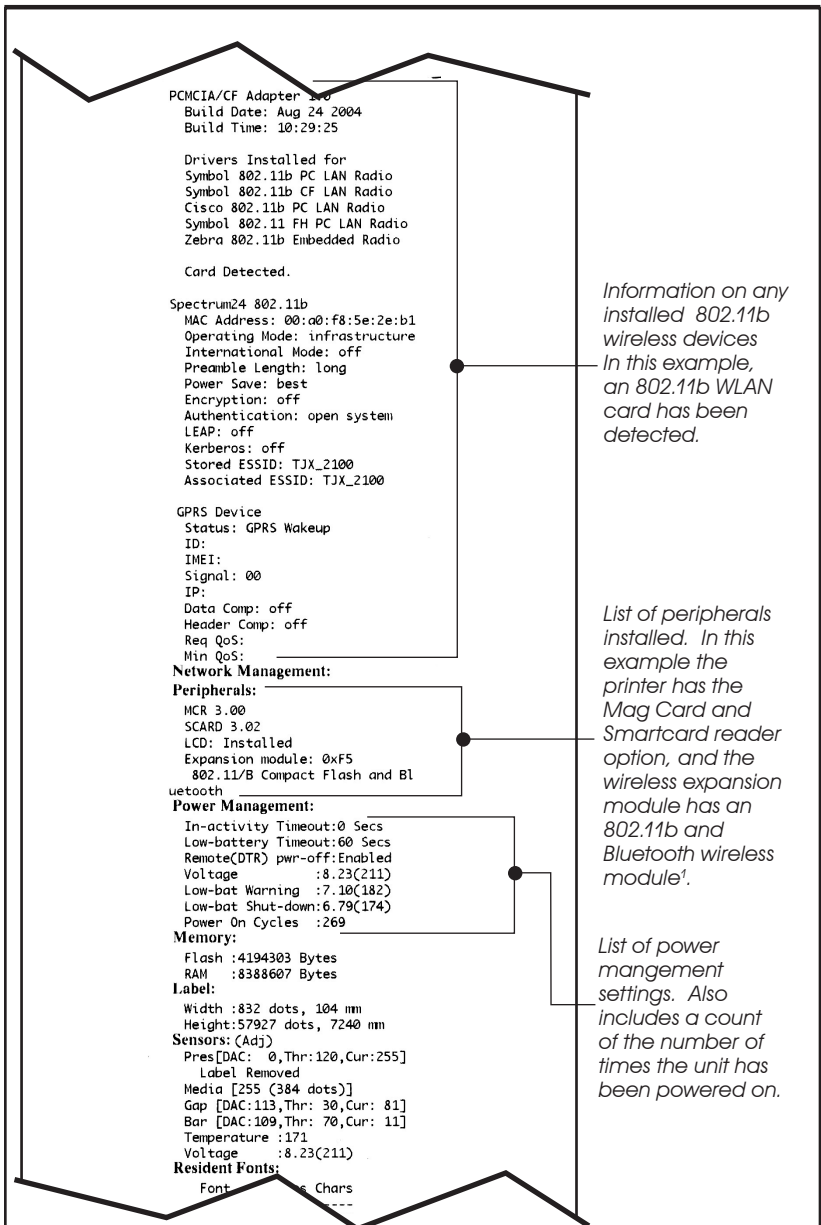 PCMCIA/CF Adapter
Build Date: Aug 24 2004
Build Time: 10:29:25
Drivers Installed for
Symbol 802.11b PC LAN Radio
Symbol 802.11b CF LAN Radio
Cisco 802.11b PC LAN Radio
Symbol 802.11 FH PC LAN Radio
Zebra 802.11b Embedded Radio
Card Detected.
Spectrum24 802.11b
MAC Address: 00:a0:f8:5e:2e:b1
Operating Mode: infrastructure
International Mode: off
Preamble Length: long
Power Save: best
Encryption: off
Authentication: open system
LEAP: off
Kerberos: off
Stored ESSID: TJX_2100
Associated ESSID: TJX_2100
GPRS Device
Status: GPRS Wakeup
ID:
IMEI:
Signal: 00
IP:
Data Comp: off
Header Comp: off
Req QoS:
Min QoS:
Network Management:
Peripherals:
MCR 3.00
SCARD 3.02
LCD: Installed
Expansion module: 0xF5
802.11/B Compact Flash and Bl
uetooth
Power Management:
In-activity Timeout:0 Secs
Low-battery Timeout:60 Secs
Remote(DTR) pwr-off:Enabled
Voltage :8.23(211)
Low-bat Warning :7.10(182)
Low-bat Shut-down:6.79(174)
Power On Cycles :269
Memory:
Flash :4194303 Bytes
RAM :8388607 Bytes
Label:
Width :832 dots, 104 mm
Height:57927 dots, 7240 mm
Sensors: (Adj)
Pres[DAC: 0,Thr:120,Cur:255]
Label Removed
Media [255 (384 dots)]
Gap [DAC:113,Thr: 30,Cur: 81]
Bar [DAC:109,Thr: 70,Cur: 11]
Temperature :171
Voltage :8.23(211)
Resident Fonts:
Font Chars
Information on any
installed 802.11b
wireless devices
In this example,
an 802.11b WLAN
card has been
detected.
List of peripherals
installed. In this
example the
printer has the
Mag Card and
Smartcard reader
option, and the
wireless expansion
module has an
802.11b and
Bluetooth wireless
module¹.
List of power
mangement
settings. Also
includes a count
of the number of
times the unit has
been powered on.